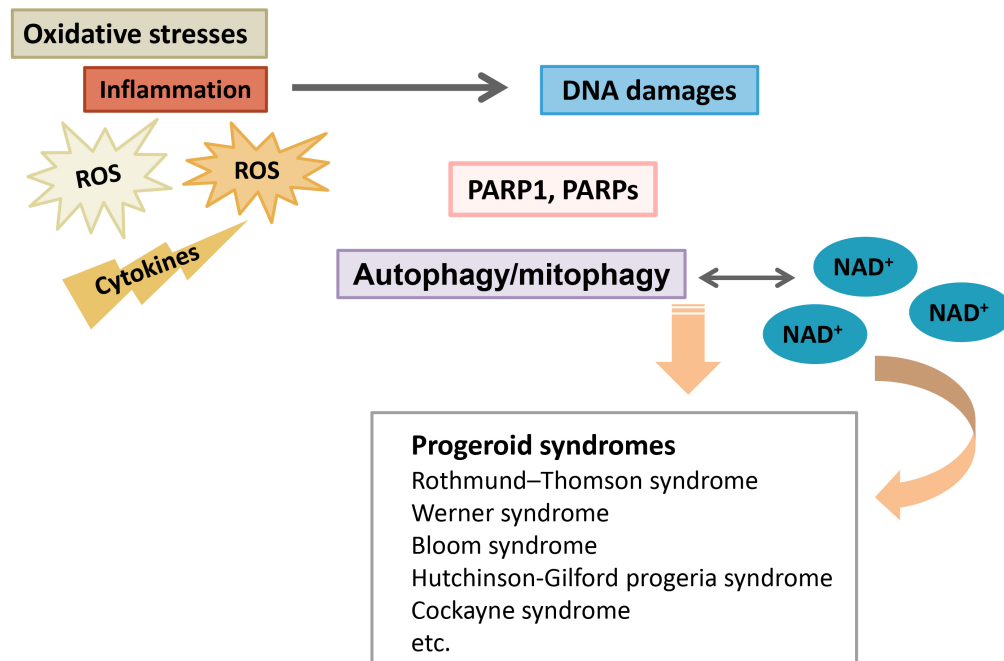 Oxidative stresses
Inflammation
DNA damages
ROS
ROS
Cytokines
PARP1, PARPs
Autophagy/mitophagy
NAD⁺
NAD⁺
NAD⁺
Progeroid syndromes
Rothmund–Thomson syndrome
Werner syndrome
Bloom syndrome
Hutchinson-Gilford progeria syndrome
Cockayne syndrome
etc.